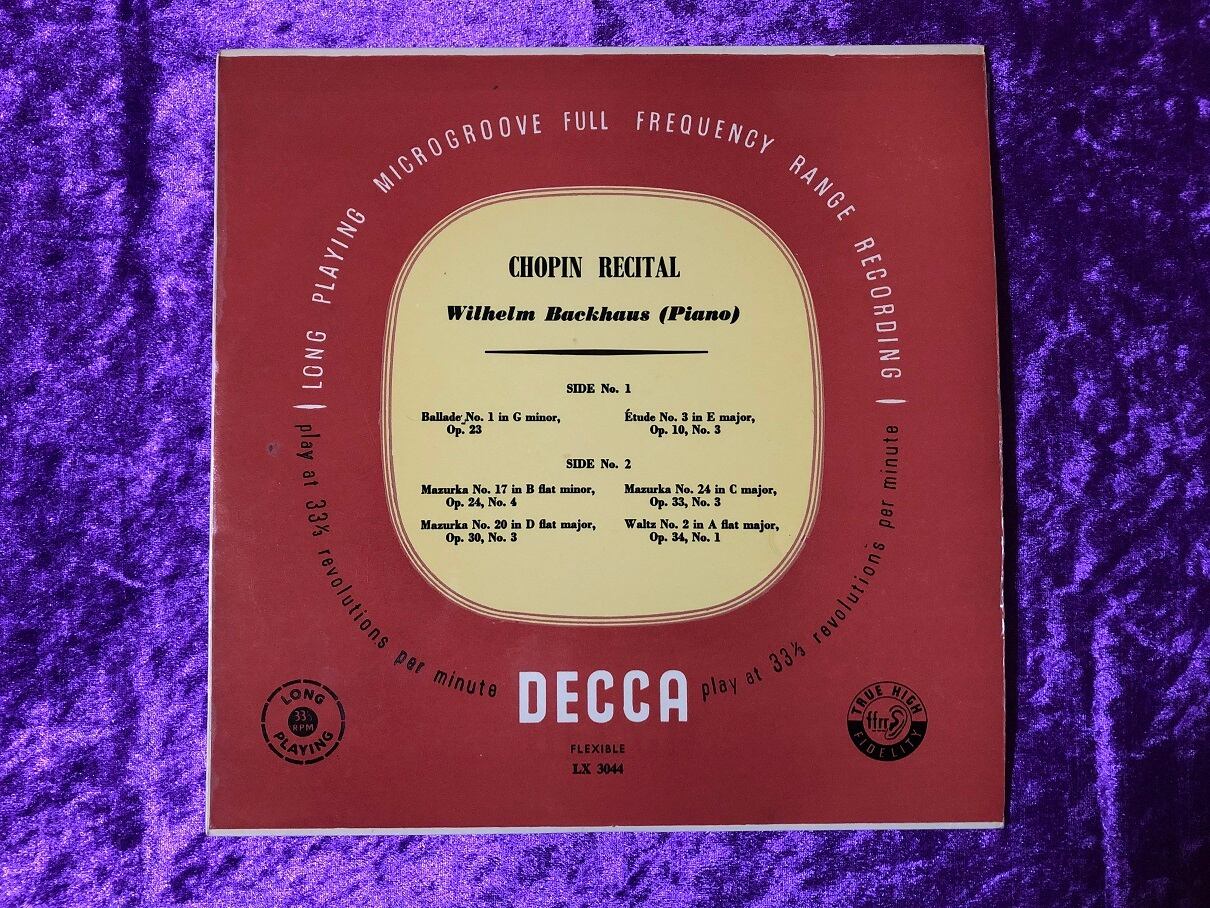 LONG PLAYING MICROGROOVE FULL FREQUENCY RANGE RECORDING
CHOPIN RECITAL
Wilhelm Backhaus (Piano)
SIDE No. 1
Ballade No. 1 in G minor,
Op. 23
Étude No. 3 in E major,
Op. 10, No. 3
SIDE No. 2
Mazurka No. 17 in B flat minor,
Op. 24, No. 4
Mazurka No. 24 in C major,
Op. 33, No. 3
Mazurka No. 20 in D flat major,
Op. 30, No. 3
Waltz No. 2 in A flat major,
Op. 34, No. 1
play at 33⅓ revolutions per minute
DECCA
play at 33⅓ revolutions per minute
LONG
33⅓
RPM
PLAYING
FLEXIBLE
LX 3044
TRUE HIGH
ffrr
FIDELITY